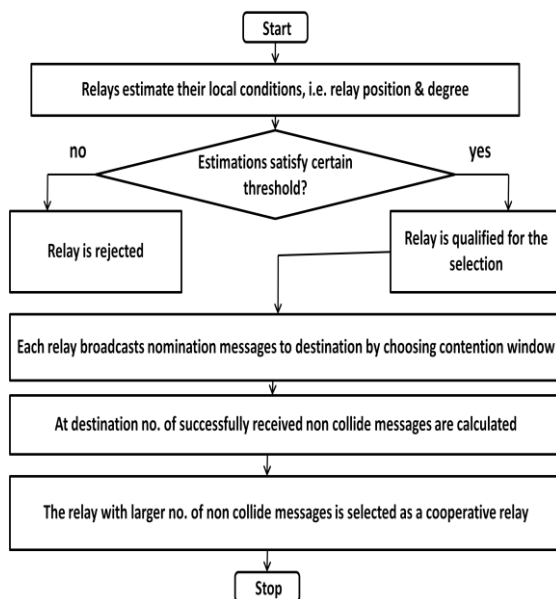 Start
Relays estimate their local conditions, i.e. relay position & degree
no
yes
Estimations satisfy certain
threshold?
Relay is rejected
Relay is qualified for the
selection
Each relay broadcasts nomination messages to destination by choosing contention window
At destination no. of successfully received non collide messages are calculated
The relay with larger no. of non collide messages is selected as a cooperative relay
Stop